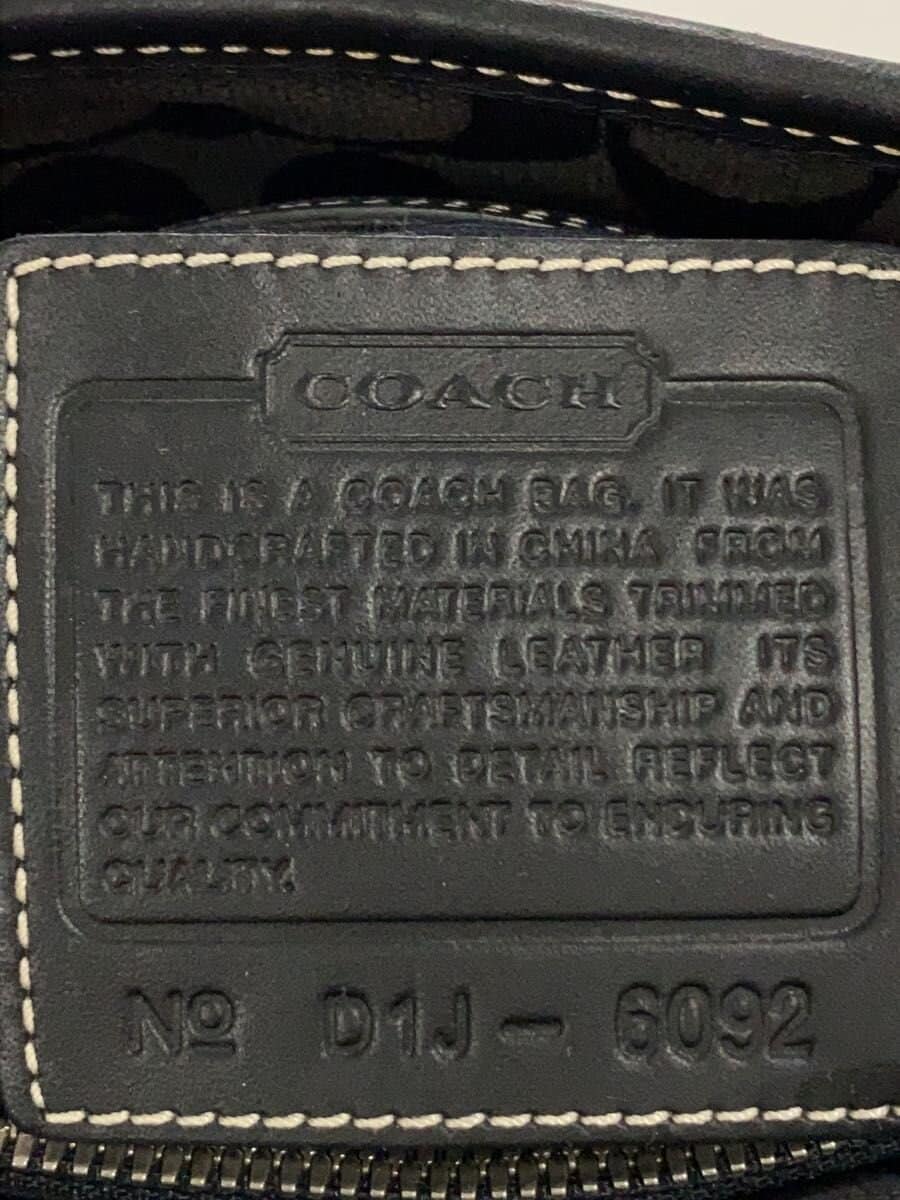 COACH
THIS IS A COACH BAG. IT WAS
HANDCRAFTED IN CHINA FROM
THE FINEST MATERIALS TRIMMED
WITH GENUINE LEATHER ITS
SUPERIOR CRAFTSMANSHIP AND
ATTENTION TO DETAIL REFLECT
OUR COMMITMENT TO ENDURING
QUALITY.
No D1J-6092